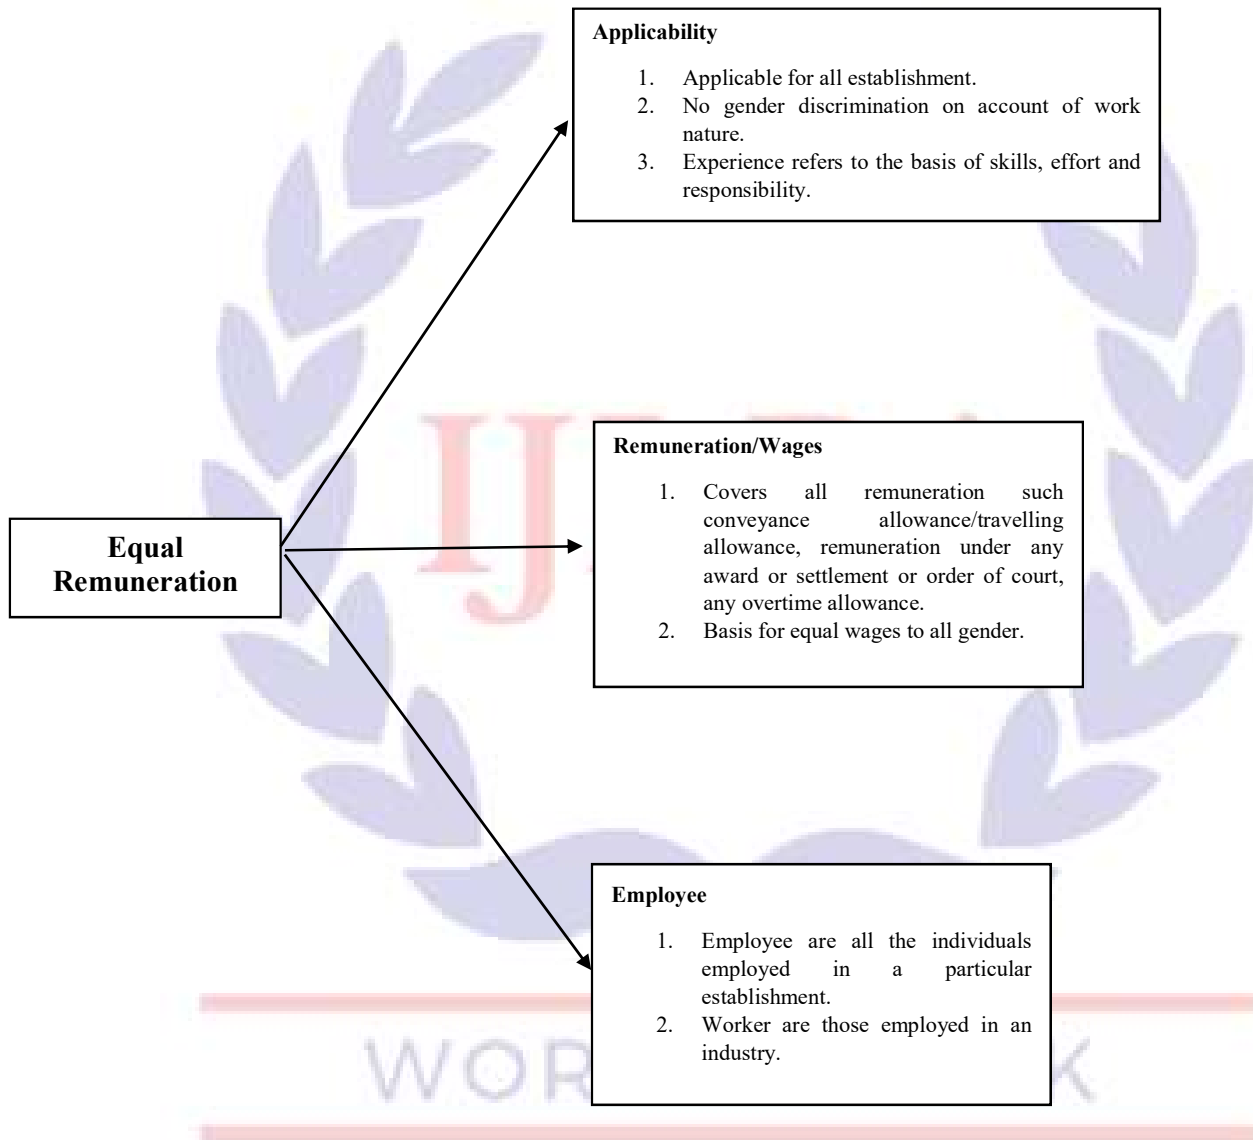 Applicability
1. Applicable for all establishment.
2. No gender discrimination on account of work
nature.
3. Experience refers to the basis of skills, effort and
responsibility.
Remuneration/Wages
1. Covers all remuneration such
conveyance allowance/travelling
allowance, remuneration under any
award or settlement or order of court,
any overtime allowance.
2. Basis for equal wages to all gender.
Equal
Remuneration
Employee
1. Employee are all the individuals
employed in a particular
establishment.
2. Worker are those employed in an
industry.